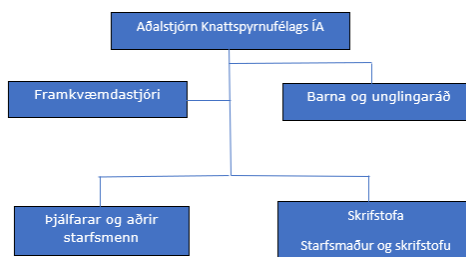 Aðalstjórn Knattspyrnufélags ÍA
Framkvæmdastjóri
Barna og unglingaráð
Þjálfarar og aðrir
starfsmenn
Skrifstofa
Starfsmaður og skrifstofu